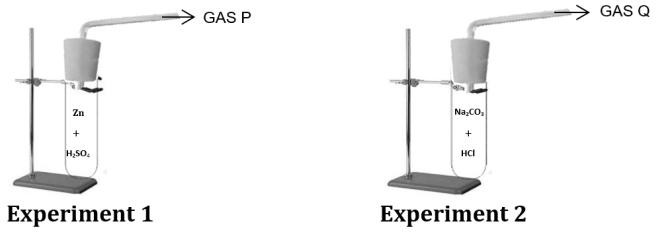 GAS P
Zn
+
H₂SO₄
Experiment 1
GAS Q
Na₂CO₃
+
HCl
Experiment 2